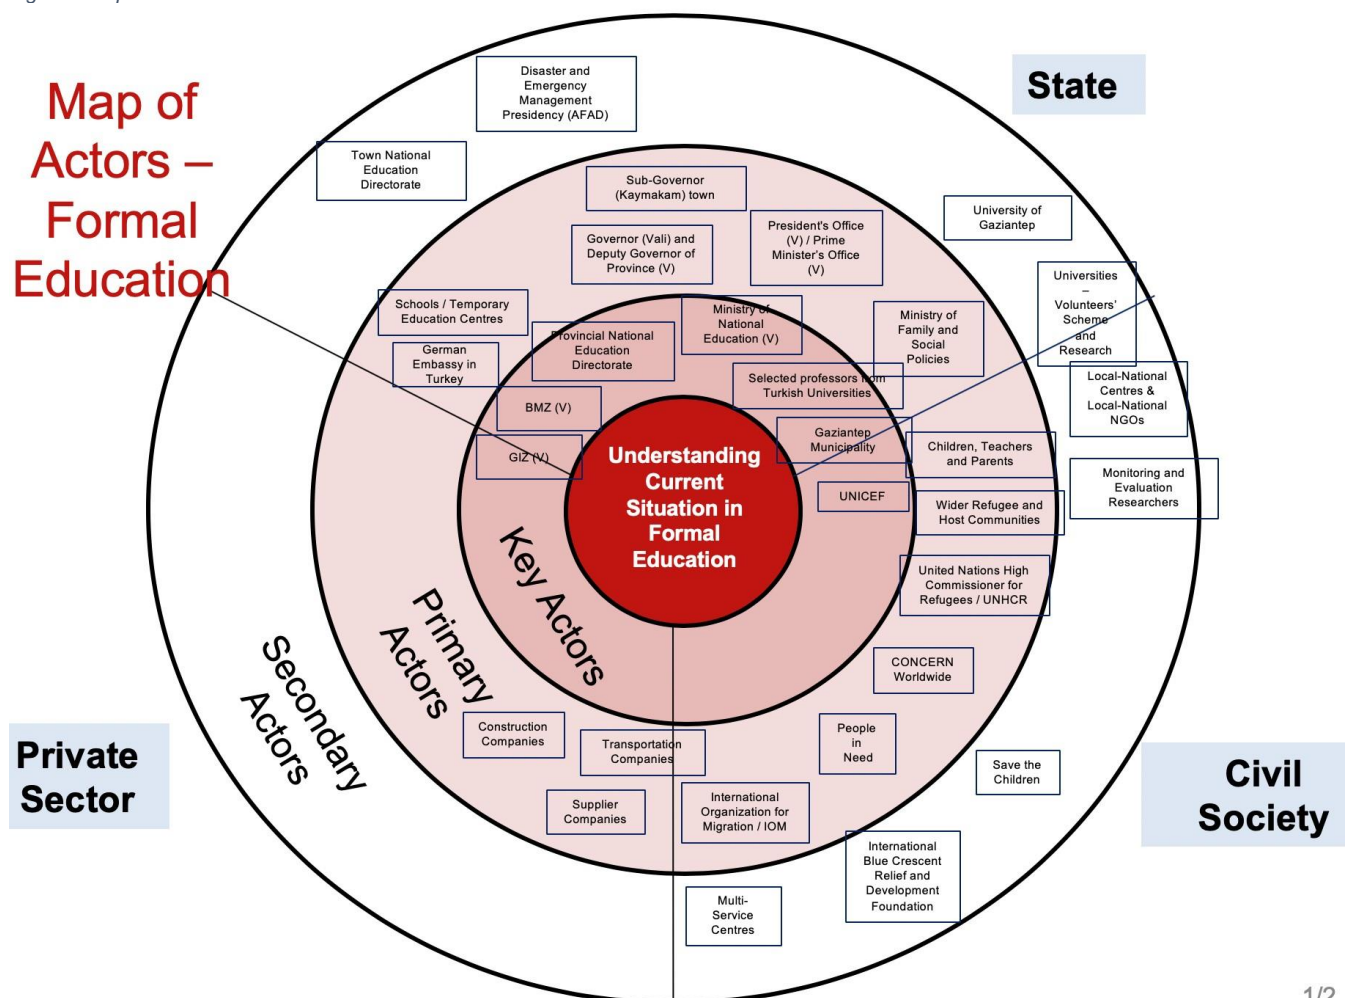 Map of
Actors –
Formal
Education
State
Disaster and
Emergency
Management
Presidency (AFAD)
Town National
Education
Directorate
Sub-Governor
(Kaymakam) town
Governor (Vali) and
Deputy Governor of
Province (V)
President's Office
(V) / Prime
Minister's Office
(V)
University of
Gaziantep
Universities
–
Volunteers'
Scheme
and
Research
Schools / Temporary
Education Centres
German
Embassy in
Turkey
Provincial National
Education
Directorate
Ministry of
National
Education (V)
Ministry of
Family and
Social
Policies
Selected professors from
Turkish Universities
BMZ (V)
GIZ (V)
Gaziantep
Municipality
UNICEF
Local-National
Centres &
Local-National
NGOs
Children, Teachers
and Parents
Monitoring and
Evaluation
Researchers
Wider Refugee and
Host Communities
United Nations High
Commissioner for
Refugees / UNHCR
Understanding
Current
Situation in
Formal
Education
Key Actors
Primary
Actors
Secondary
Actors
CONCERN
Worldwide
People
in
Need
Save the
Children
Construction
Companies
Transportation
Companies
Supplier
Companies
International
Organization for
Migration / IOM
International
Blue Crescent
Relief and
Development
Foundation
Multi-
Service
Centres
Private
Sector
Civil
Society
1/2